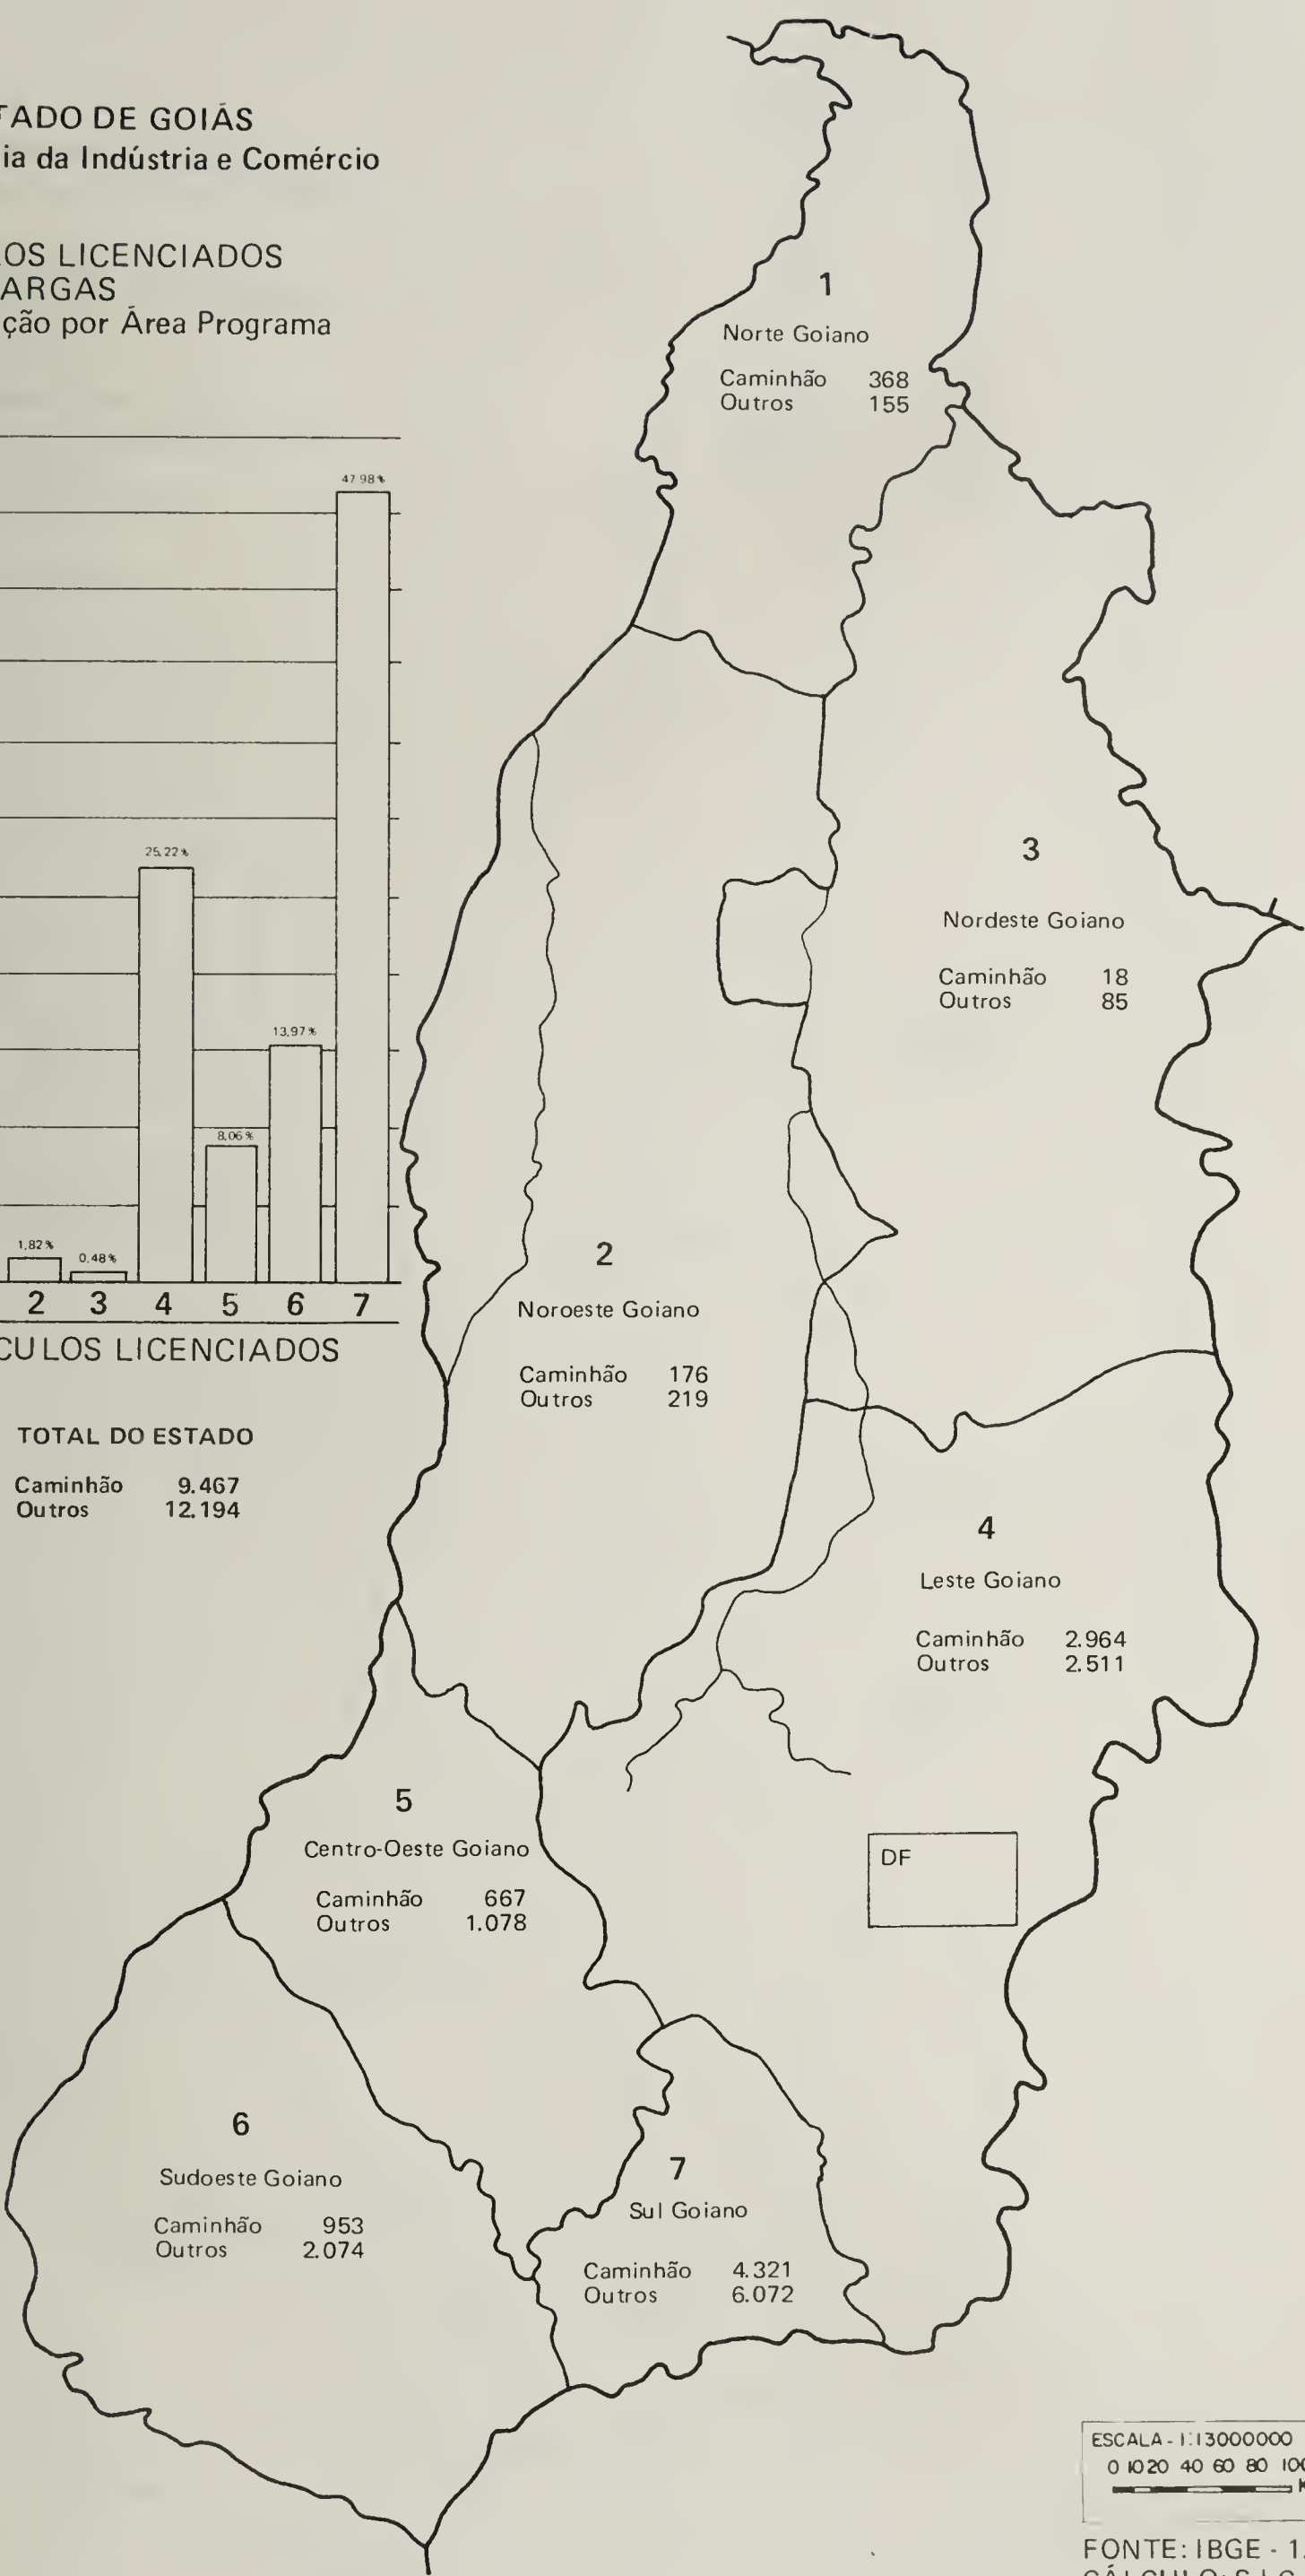 TADO DE GOIÁS
ia da Indústria e Comércio
LOS LICENCIADOS
ARGAS
ção por Área Programa
47.98%
25,22%
13,97%
8,06%
1,82%
0,48%
2 3 4 5 6 7
CULOS LICENCIADOS
TOTAL DO ESTADO
Caminhão 9.467
Outros 12.194
1
Norte Goiano
Caminhão 368
Outros 155
3
Nordeste Goiano
Caminhão 18
Outros 85
2
Noroeste Goiano
Caminhão 176
Outros 219
4
Leste Goiano
Caminhão 2.964
Outros 2.511
DF
5
Centro-Oeste Goiano
Caminhão 667
Outros 1.078
6
Sudoeste Goiano
Caminhão 953
Outros 2.074
7
Sul Goiano
Caminhão 4.321
Outros 6.072
ESCALA - 1:13000000
0 10 20 40 60 80 100
FONTE: IBGE - 1.